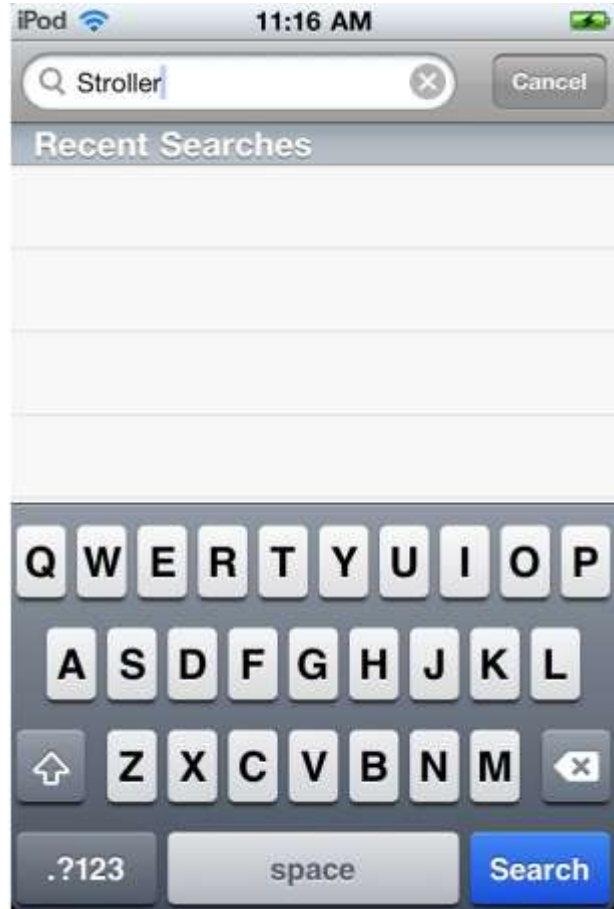 iPod 11:16 AM
Stroller Cancel
Recent Searches
Q W E R T Y U I O P
A S D F G H J K L
Z X C V B N M
.?123 space Search